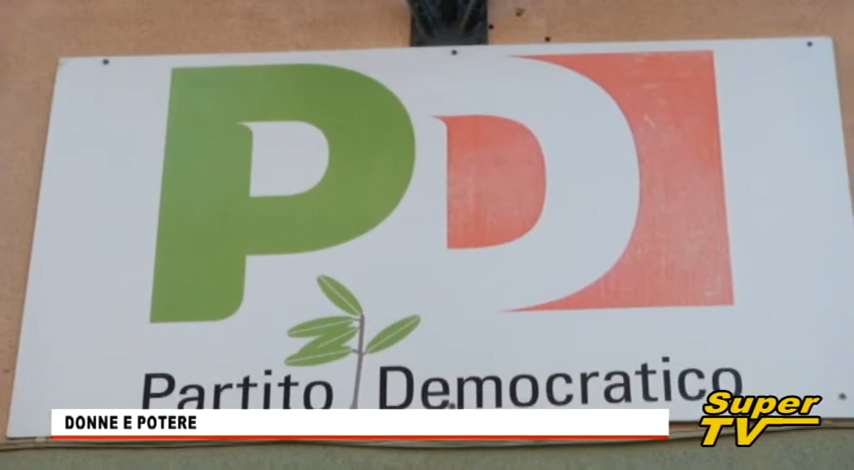 PD
Partito Democratico
DONNE E POTERE
Super
TV